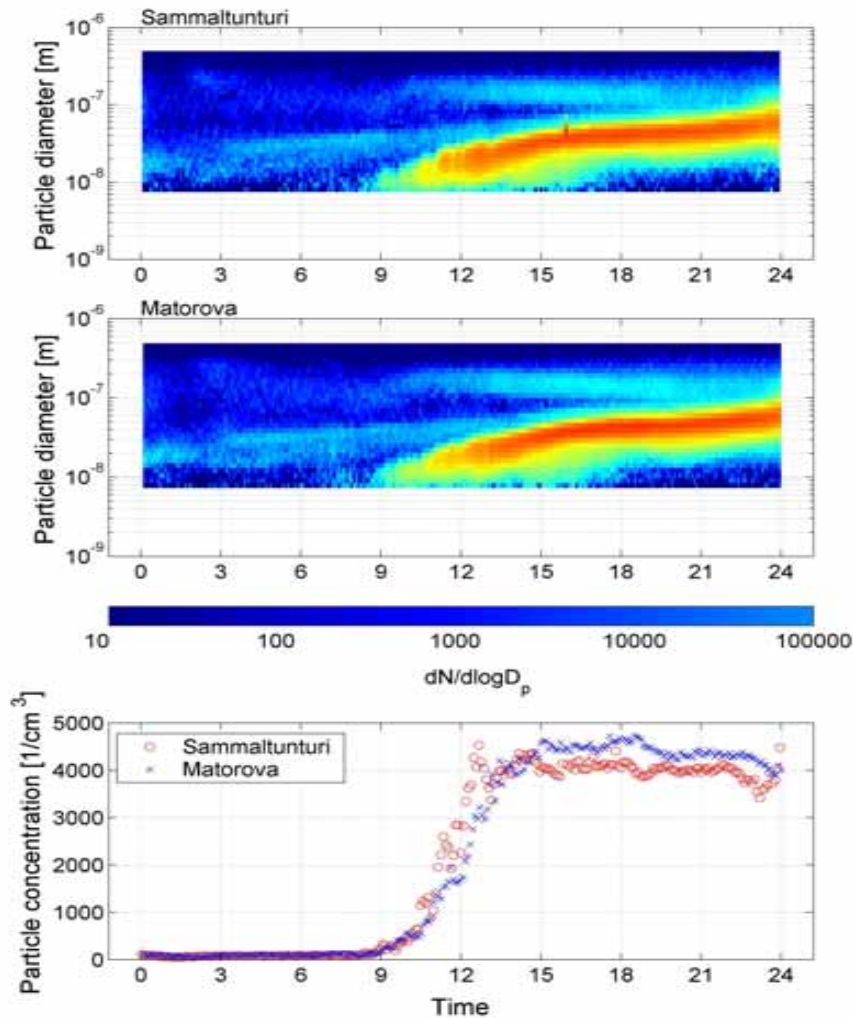 Sammaltunturi
Particle diameter [m]
10^-6
10^-7
10^-8
10^-9
0 3 6 9 12 15 18 21 24
Matorova
Particle diameter [m]
10^-6
10^-7
10^-8
10^-9
0 3 6 9 12 15 18 21 24
10 100 1000 10000 100000
dN/dlogD_p
Particle concentration [1/cm^3]
5000
4000
3000
2000
1000
0
Sammaltunturi
Matorova
0 3 6 9 12 15 18 21 24
Time